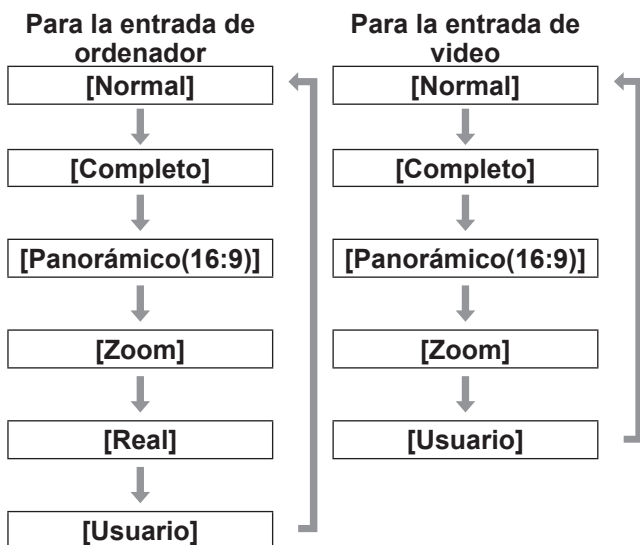 Para la entrada de
ordenador
[Normal]
[Completo]
[Panorámico(16:9)]
[Zoom]
[Real]
[Usuario]
Para la entrada de
video
[Normal]
[Completo]
[Panorámico(16:9)]
[Zoom]
[Usuario]